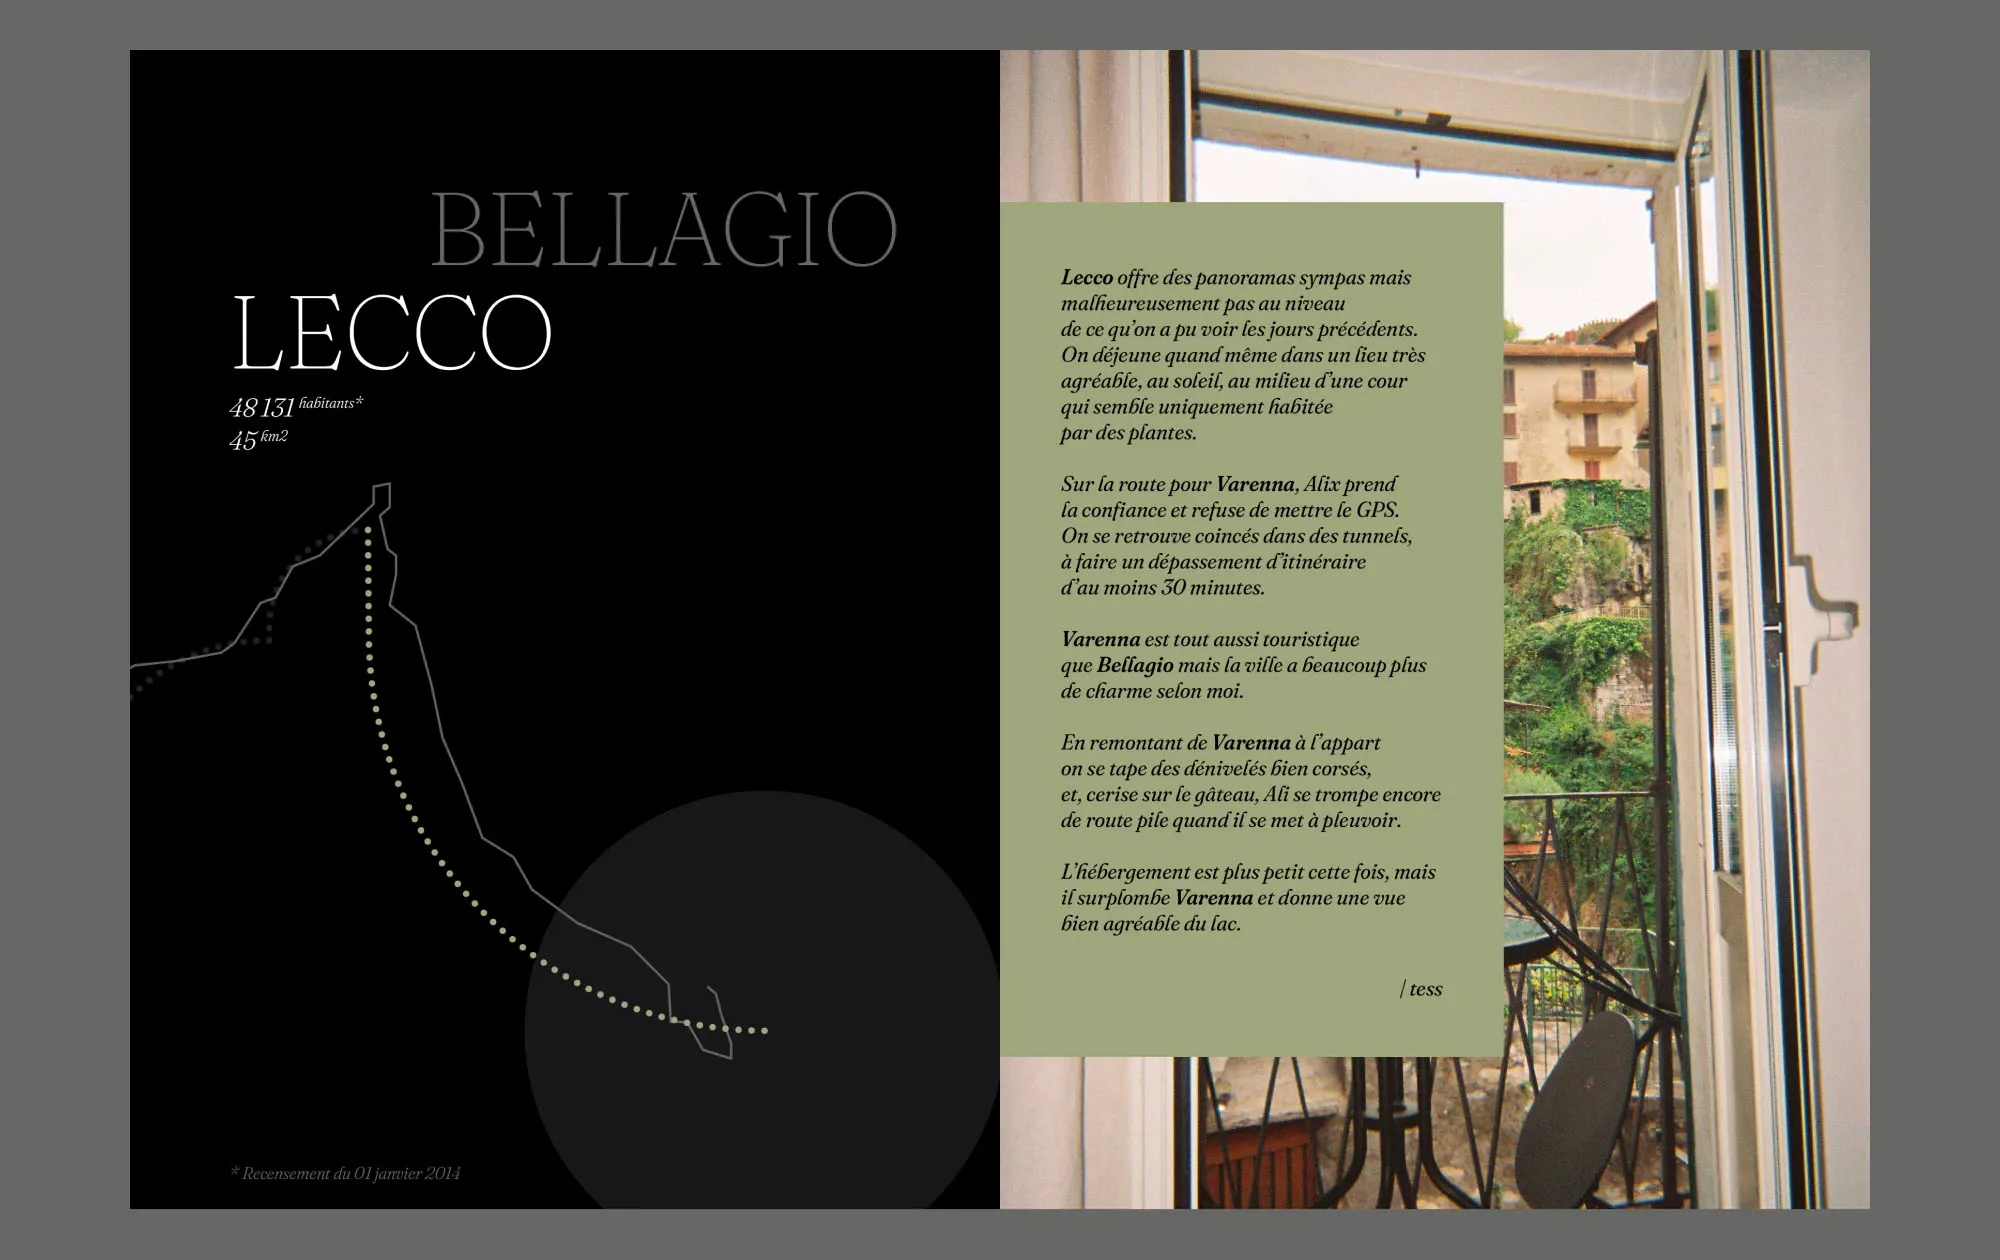 BELLAGIO
LECCO
48 131 habitants*
45 km2
* Recensement du 01 janvier 2014
Lecco offre des panoramas sympas mais
malheureusement pas au niveau
de ce qu’on a pu voir les jours précédents.
On déjeune quand même dans un lieu très
agréable, au soleil, au milieu d’une cour
qui semble uniquement habitée
par des plantes.
Sur la route pour Varenna, Alix prend
la confiance et refuse de mettre le GPS.
On se retrouve coincés dans des tunnels,
à faire un dépassement d’itinéraire
d’au moins 30 minutes.
Varenna est tout aussi touristique
que Bellagio mais la ville a beaucoup plus
de charme selon moi.
En remontant de Varenna à l’appart
on se tape des dénivelés bien corsés,
et, cerise sur le gâteau, Ali se trompe encore
de route pile quand il se met à pleuvoir.
L’hébergement est plus petit cette fois, mais
il surplombe Varenna et donne une vue
bien agréable du lac.
/ tess